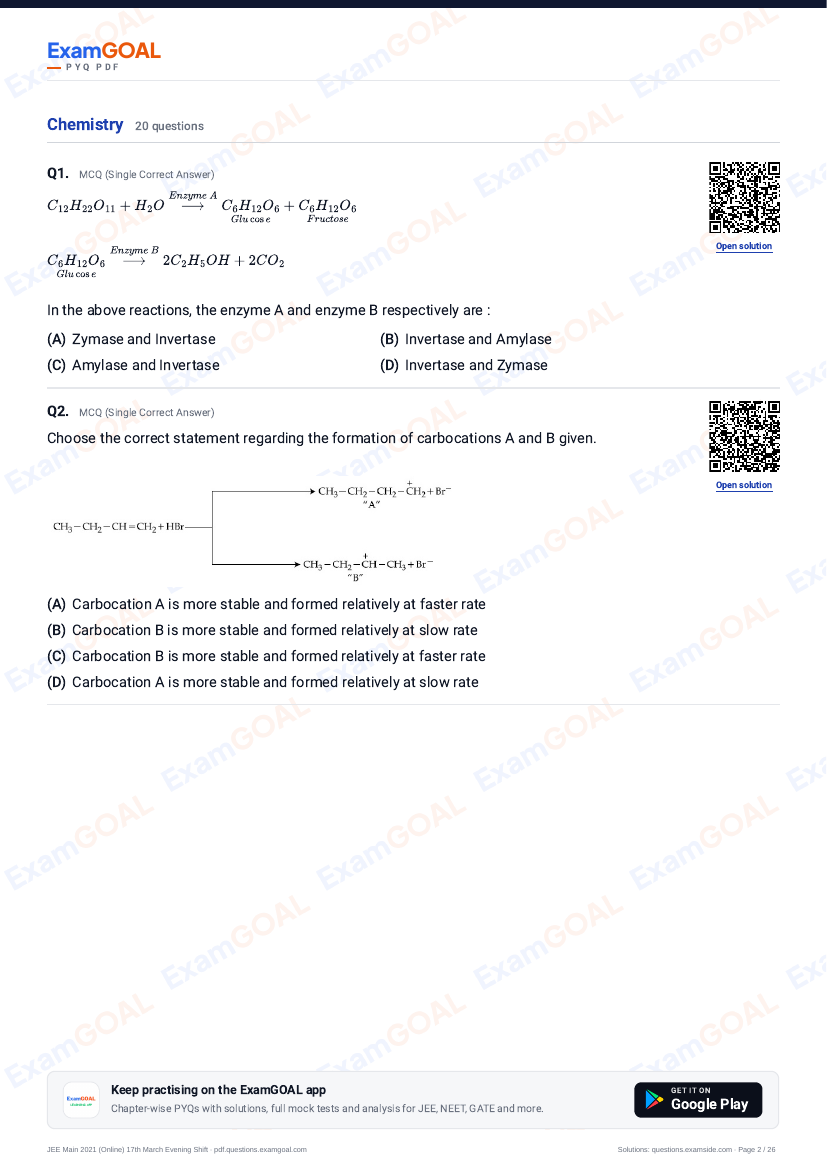 ExamGOAL
PYQ PDF
Chemistry 20 questions
Q1. MCQ (Single Correct Answer)
C₁₂H₂₂O₁₁ + H₂O ⟶ C₆H₁₂O₆ + C₆H₁₂O₆
Enzyme A
Glucose Fructose
Open solution
C₆H₁₂O₆ ⟶ 2C₂H₅OH + 2CO₂
Enzyme B
Glucose
In the above reactions, the enzyme A and enzyme B respectively are :
(A) Zymase and Invertase (B) Invertase and Amylase
(C) Amylase and Invertase (D) Invertase and Zymase
Q2. MCQ (Single Correct Answer)
Choose the correct statement regarding the formation of carbocations A and B given.
Open solution
CH₃−CH₂−CH₂−C⁺H₂+Br⁻
"A"
CH₃−CH₂−CH=CH₂+HBr
CH₃−CH₂−C⁺H−CH₃+Br⁻
"B"
(A) Carbocation A is more stable and formed relatively at faster rate
(B) Carbocation B is more stable and formed relatively at slow rate
(C) Carbocation B is more stable and formed relatively at faster rate
(D) Carbocation A is more stable and formed relatively at slow rate
ExamGOAL
Keep practising on the ExamGOAL app
Chapter-wise PYQs with solutions, full mock tests and analysis for JEE, NEET, GATE and more.
GET IT ON
Google Play
JEE Main 2021 (Online) 17th March Evening Shift · pdf.questions.examgoal.com
Solutions: questions.examside.com · Page 2 / 26